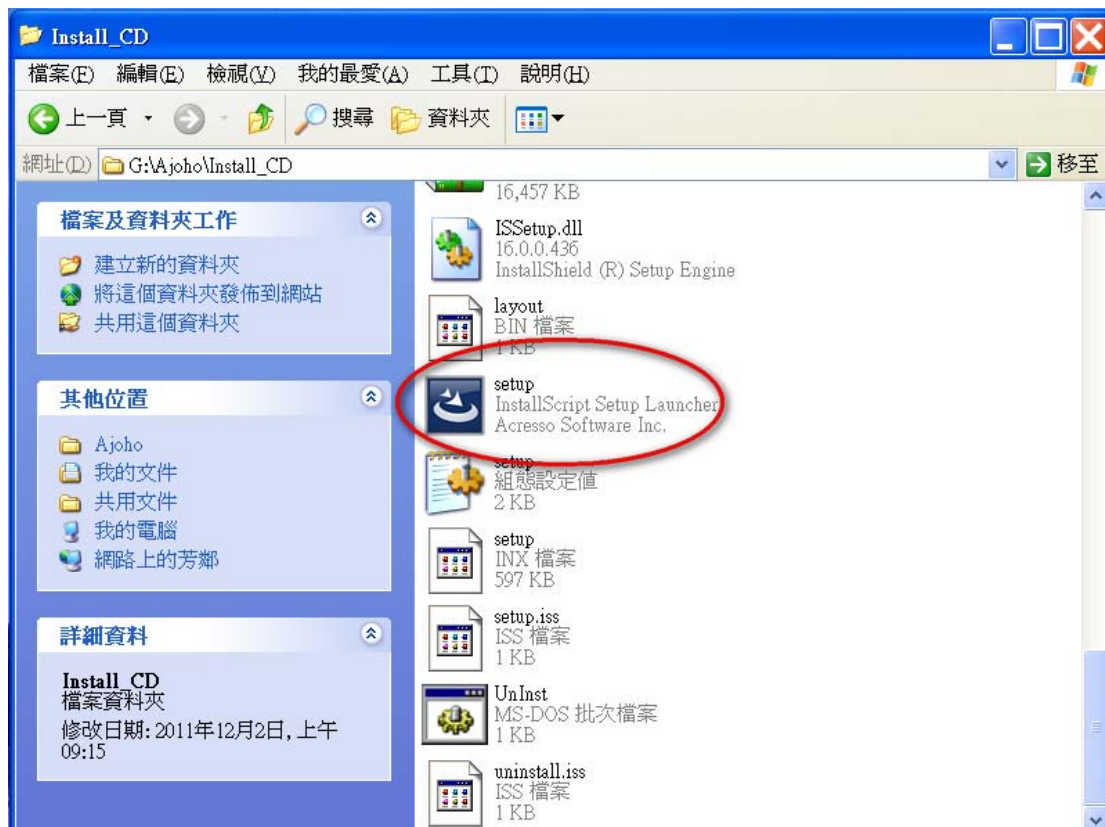 Install_CD
檔案(F) 編輯(E) 檢視(V) 我的最愛(A) 工具(T) 說明(H)
上一頁 搜尋 資料夾
網址(D) G:\Ajoho\Install_CD 移至
檔案及資料夾工作
建立新的資料夾
將這個資料夾發佈到網站
共用這個資料夾
其他位置
Ajoho
我的文件
共用文件
我的電腦
網路上的芳鄰
詳細資料
Install_CD
檔案資料夾
修改日期: 2011年12月2日, 上午
09:15
16,457 KB
ISSetup.dll
16.0.0.436
InstallShield (R) Setup Engine
layout
BIN 檔案
1 KB
setup
InstallScript Setup Launcher
Acresso Software Inc.
setup
組態設定值
2 KB
setup
INX 檔案
597 KB
setup.iss
ISS 檔案
1 KB
UnInst
MS-DOS 批次檔案
1 KB
uninstall.iss
ISS 檔案
1 KB